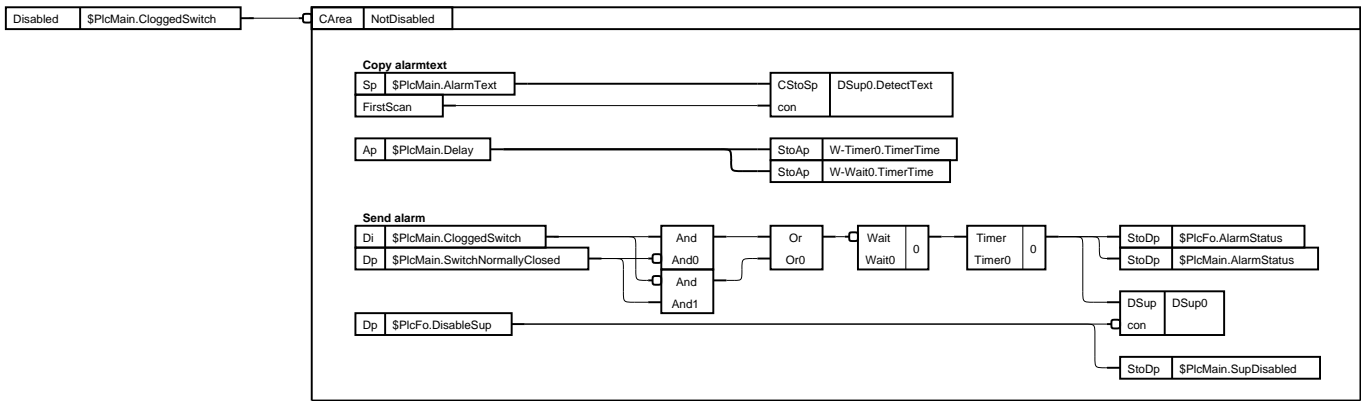 Disabled $PlcMain.CloggedSwitch CArea NotDisabled
Copy alarmtext
Sp $PlcMain.AlarmText CStoSp DSup0.DetectText
FirstScan con
Ap $PlcMain.Delay StoAp W-Timer0.TimerTime
StoAp W-Wait0.TimerTime
Send alarm
Di $PlcMain.CloggedSwitch And Or Wait 0 Timer 0 StoDp $PlcFo.AlarmStatus
Dp $PlcMain.SwitchNormallyClosed And0 Or0 Wait0 Timer0 StoDp $PlcMain.AlarmStatus
And
And1 DSup DSup0
Dp $PlcFo.DisableSup con
StoDp $PlcMain.SupDisabled